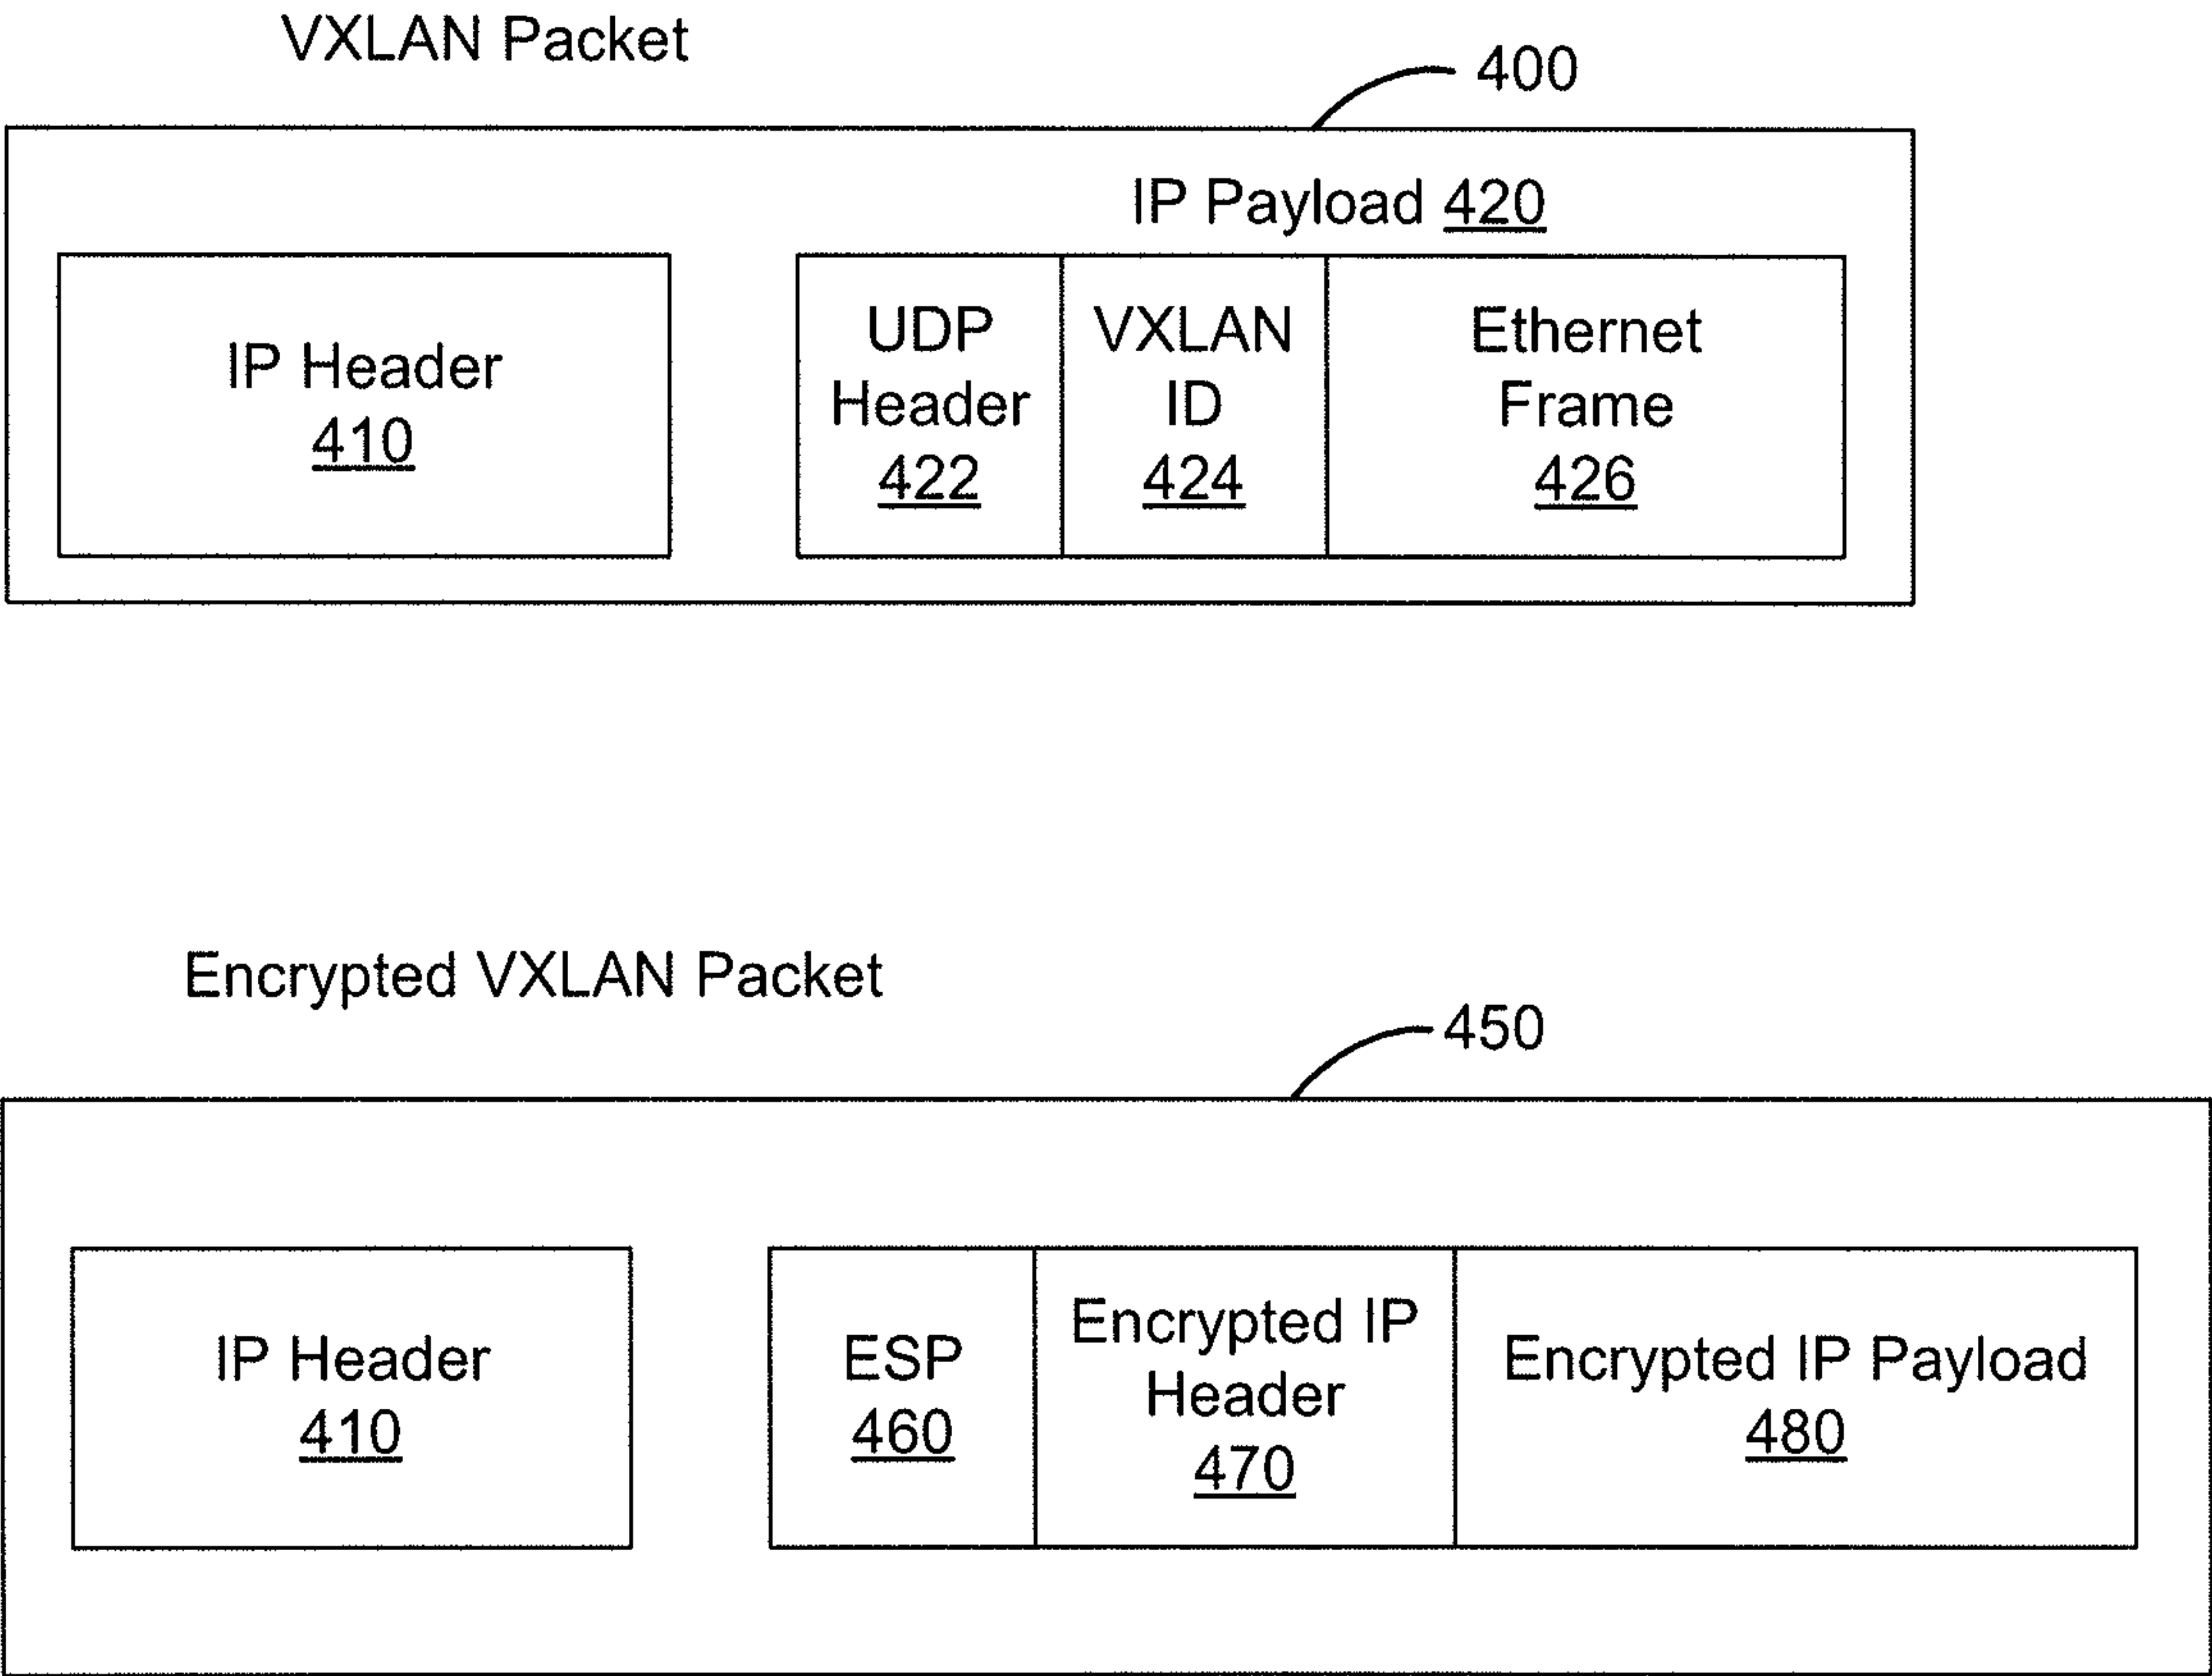 VXLAN Packet
400
IP Payload 420
IP Header
410
UDP
Header
422
VXLAN
ID
424
Ethernet
Frame
426
Encrypted VXLAN Packet
450
IP Header
410
ESP
460
Encrypted IP
Header
470
Encrypted IP Payload
480